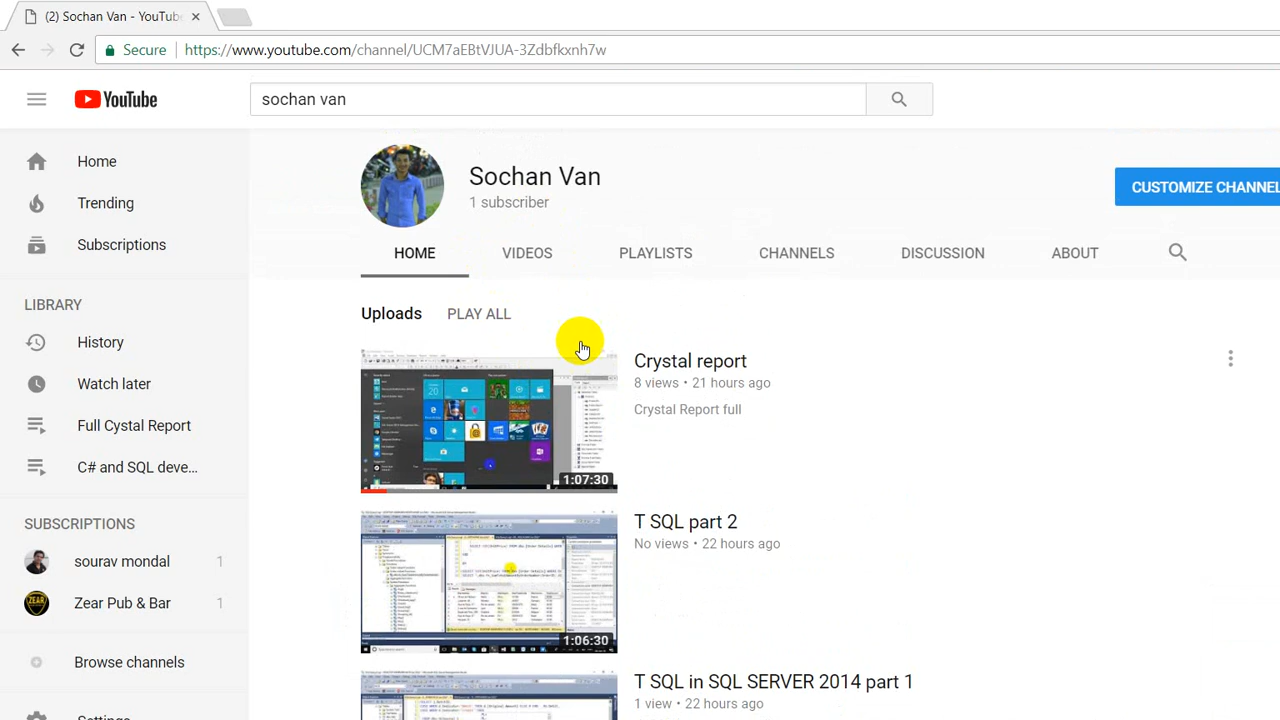 (2) Sochan Van - YouTub
Secure
https://www.youtube.com/channel/UCM7aEBtVJUA-3Zdbfkxnh7w
YouTube
sochan van
Home
Trending
Subscriptions
LIBRARY
History
Watch later
Full Cystal Report
C# and SQL deve...
SUBSCRIPTIONS
sourav mondal 1
Zear Pub & Bar 1
Browse channels
Settings
Sochan Van
1 subscriber
CUSTOMIZE CHANNEL
HOME VIDEOS PLAYLISTS CHANNELS DISCUSSION ABOUT
Uploads PLAY ALL
Crystal report
8 views • 21 hours ago
Crystal Report full
1:07:30
T SQL part 2
No views • 22 hours ago
1:06:30
T SQL in SQL SERVER 2014 part 1
1 view • 22 hours ago